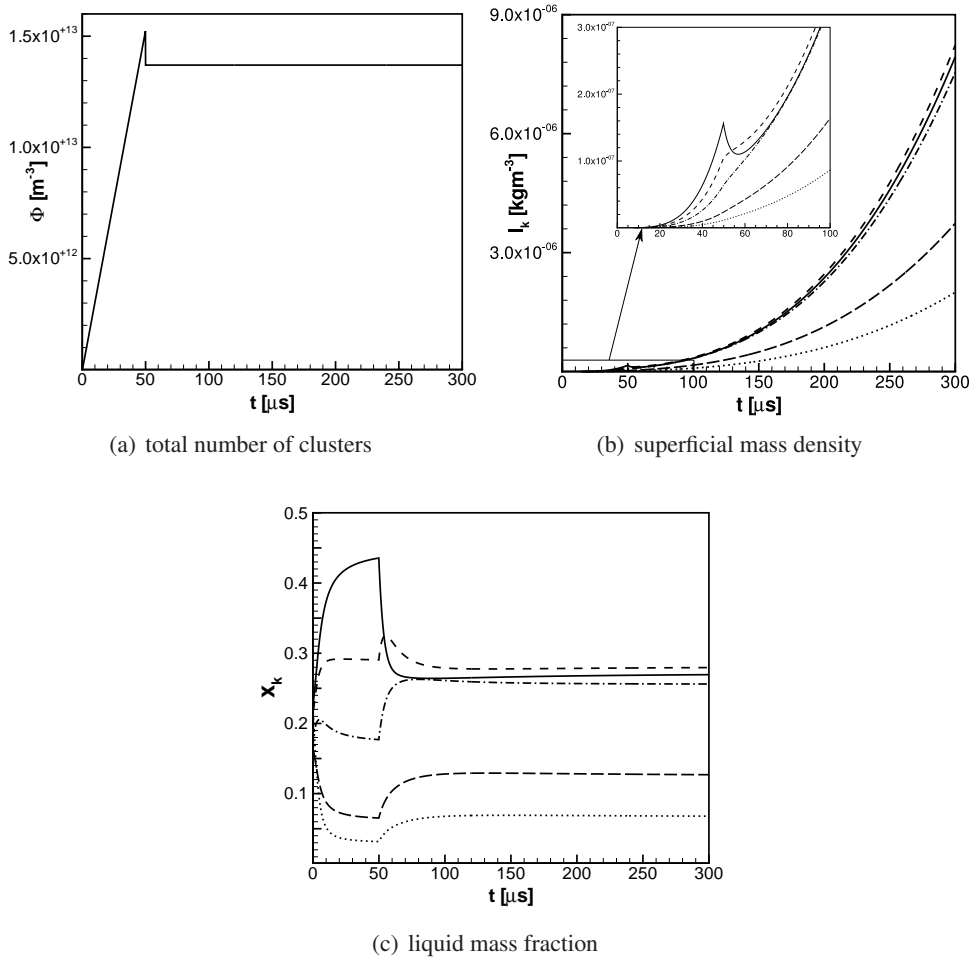 1.5x10+13
1.0x10+13
5.0x10+12
Φ [m-3]
0 50 100 150 200 250 300
t [μs]
(a) total number of clusters
9.0x10-06
6.0x10-06
3.0x10-06
I_k [kgm-3]
3.0x10-07
2.0x10-07
1.0x10-07
0 20 40 60 80 100
0 50 100 150 200 250 300
t [μs]
(b) superficial mass density
0.5
0.4
0.3
0.2
0.1
X_k
0 50 100 150 200 250 300
t [μs]
(c) liquid mass fraction